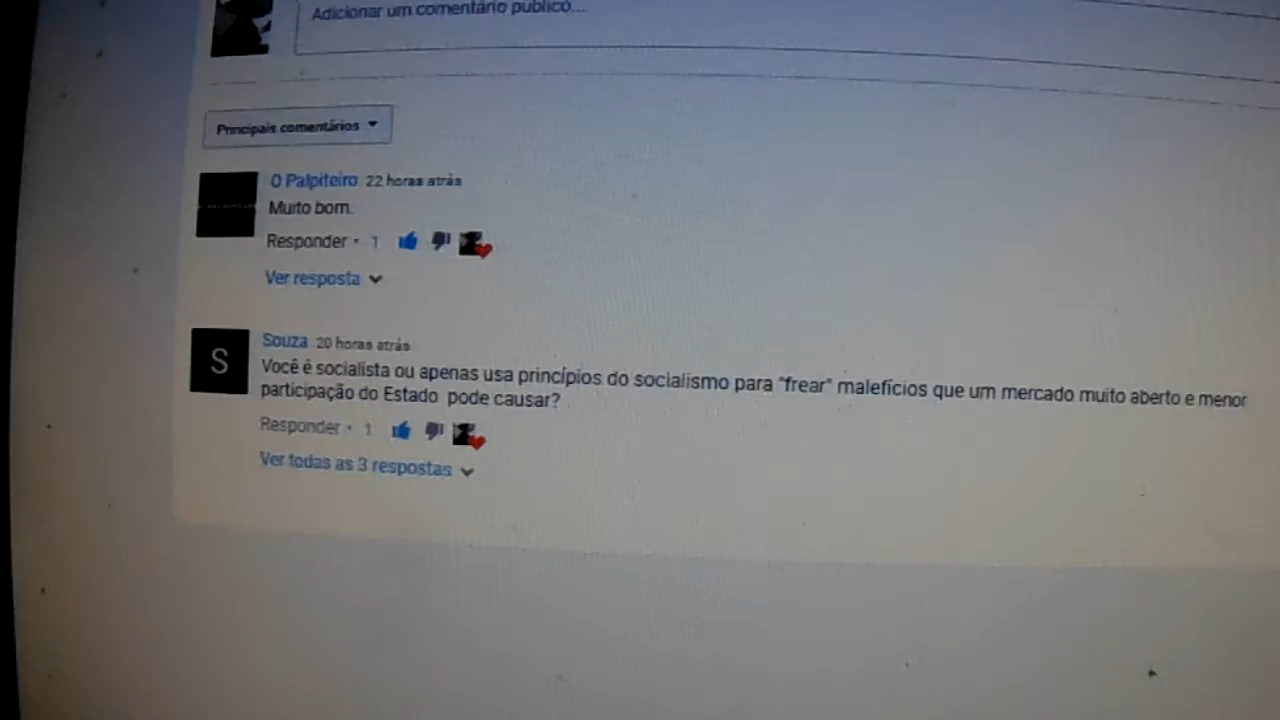 Adicionar um comentário público...
Principais comentários
O Palpiteiro 22 horas atrás
Muito bom.
Responder • 1
Ver resposta
S
Souza 20 horas atrás
Você é socialista ou apenas usa princípios do socialismo para "frear" malefícios que um mercado muito aberto e menor
participação do Estado pode causar?
Responder • 1
Ver todas as 3 respostas